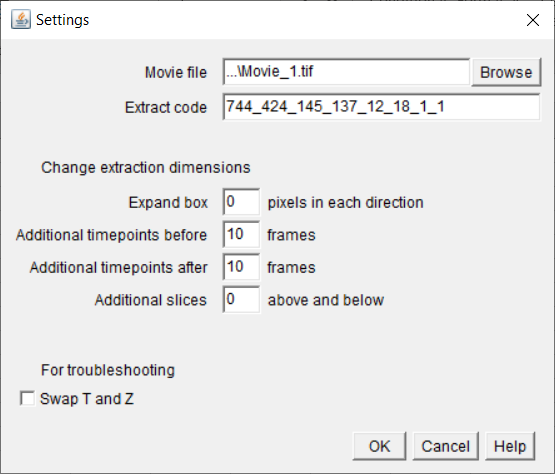 Settings
Movie file ...\Movie_1.tif Browse
Extract code 744_424_145_137_12_18_1_1
Change extraction dimensions
Expand box 0 pixels in each direction
Additional timepoints before 10 frames
Additional timepoints after 10 frames
Additional slices 0 above and below
For troubleshooting
Swap T and Z
OK Cancel Help